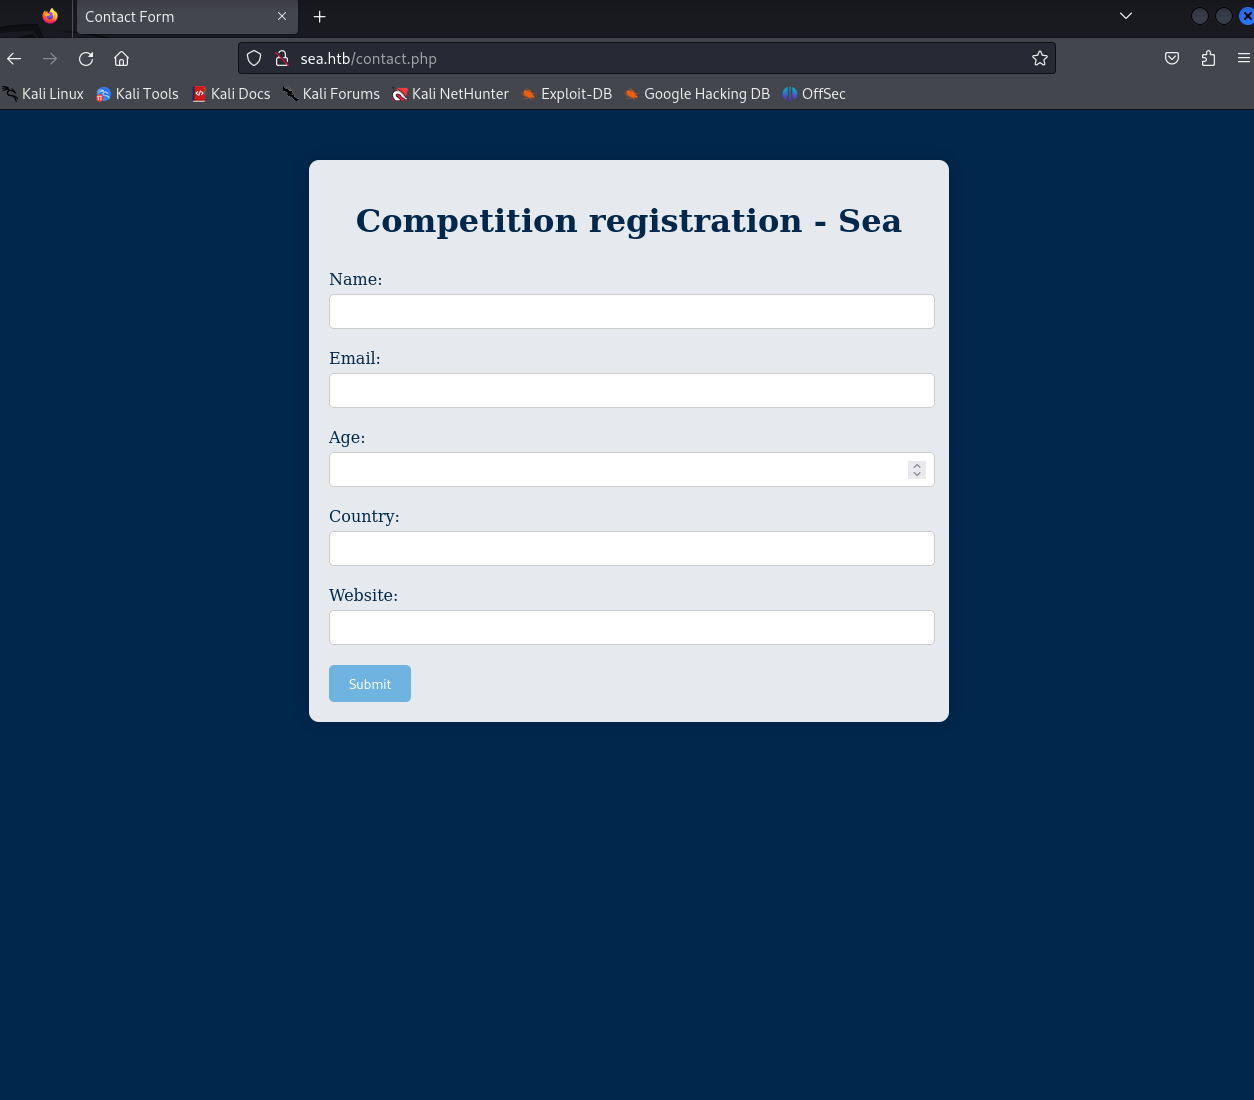 Contact Form
sea.htb/contact.php
Kali Linux Kali Tools Kali Docs Kali Forums Kali NetHunter Exploit-DB Google Hacking DB OffSec
Competition registration - Sea
Name:
Email:
Age:
Country:
Website:
Submit